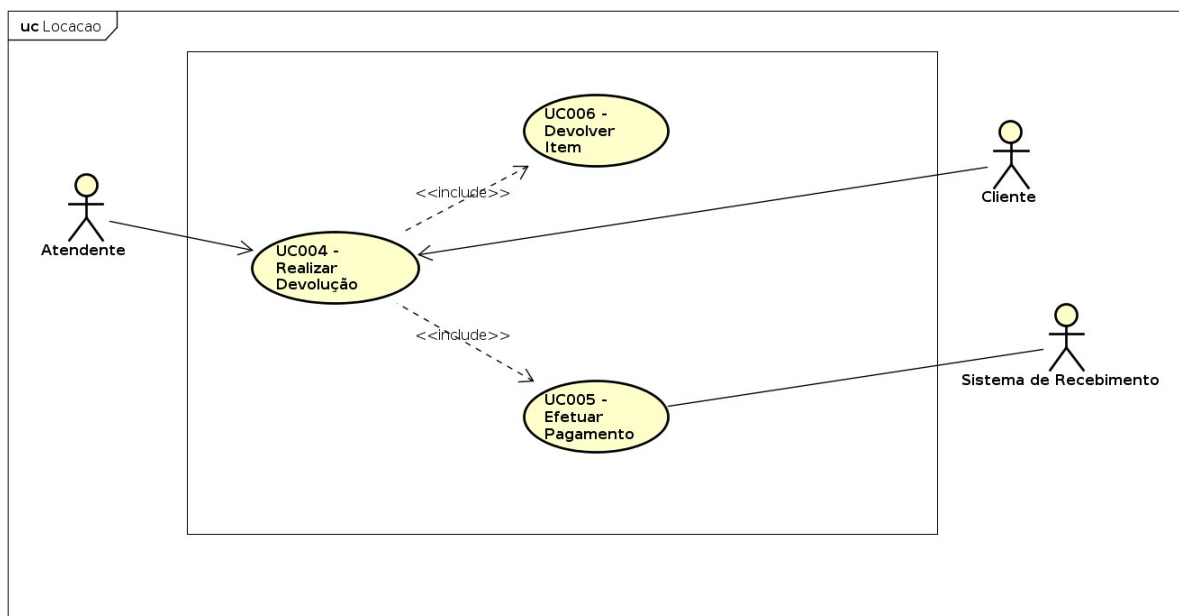 uc Locacao
UC006 -
Devolver
Item
Cliente
<<include>>
Atendente
UC004 -
Realizar
Devolução
<<include>>
Sistema de Recebimento
UC005 -
Efetuar
Pagamento